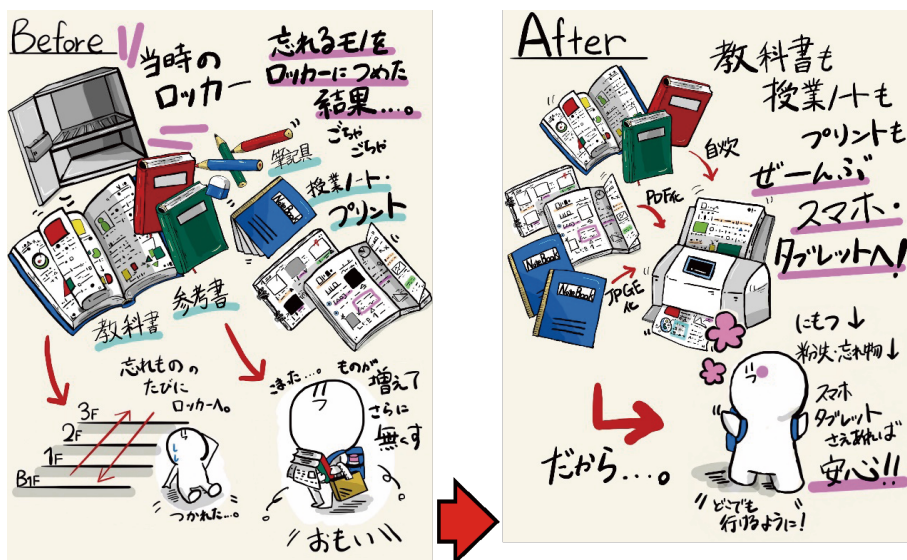 Before
当時の
ロッカー
忘れるモノを
ロッカーにつめた
結果…。
ごちゃ
ごちゃ
筆記具
授業ノート・
プリント
NoteBook
教科書
参考書
忘れものの
たびに
ロッカーへ。
3F
2F
1F
B1F
つかれた…。
こまった…。
ものが
増えて
さらに
無くす
おもい
After
教科書も
授業ノートも
プリントも
ぜーんぶ
スマホ・
タブレットへ!
自炊
PDF化
JPGE
化
NoteBook
NoteBook
にもつ↓
紛失・忘れ物↓
スマホ
タブレット
さえあれば
安心!!
だから…。
どこでも
行けるように!